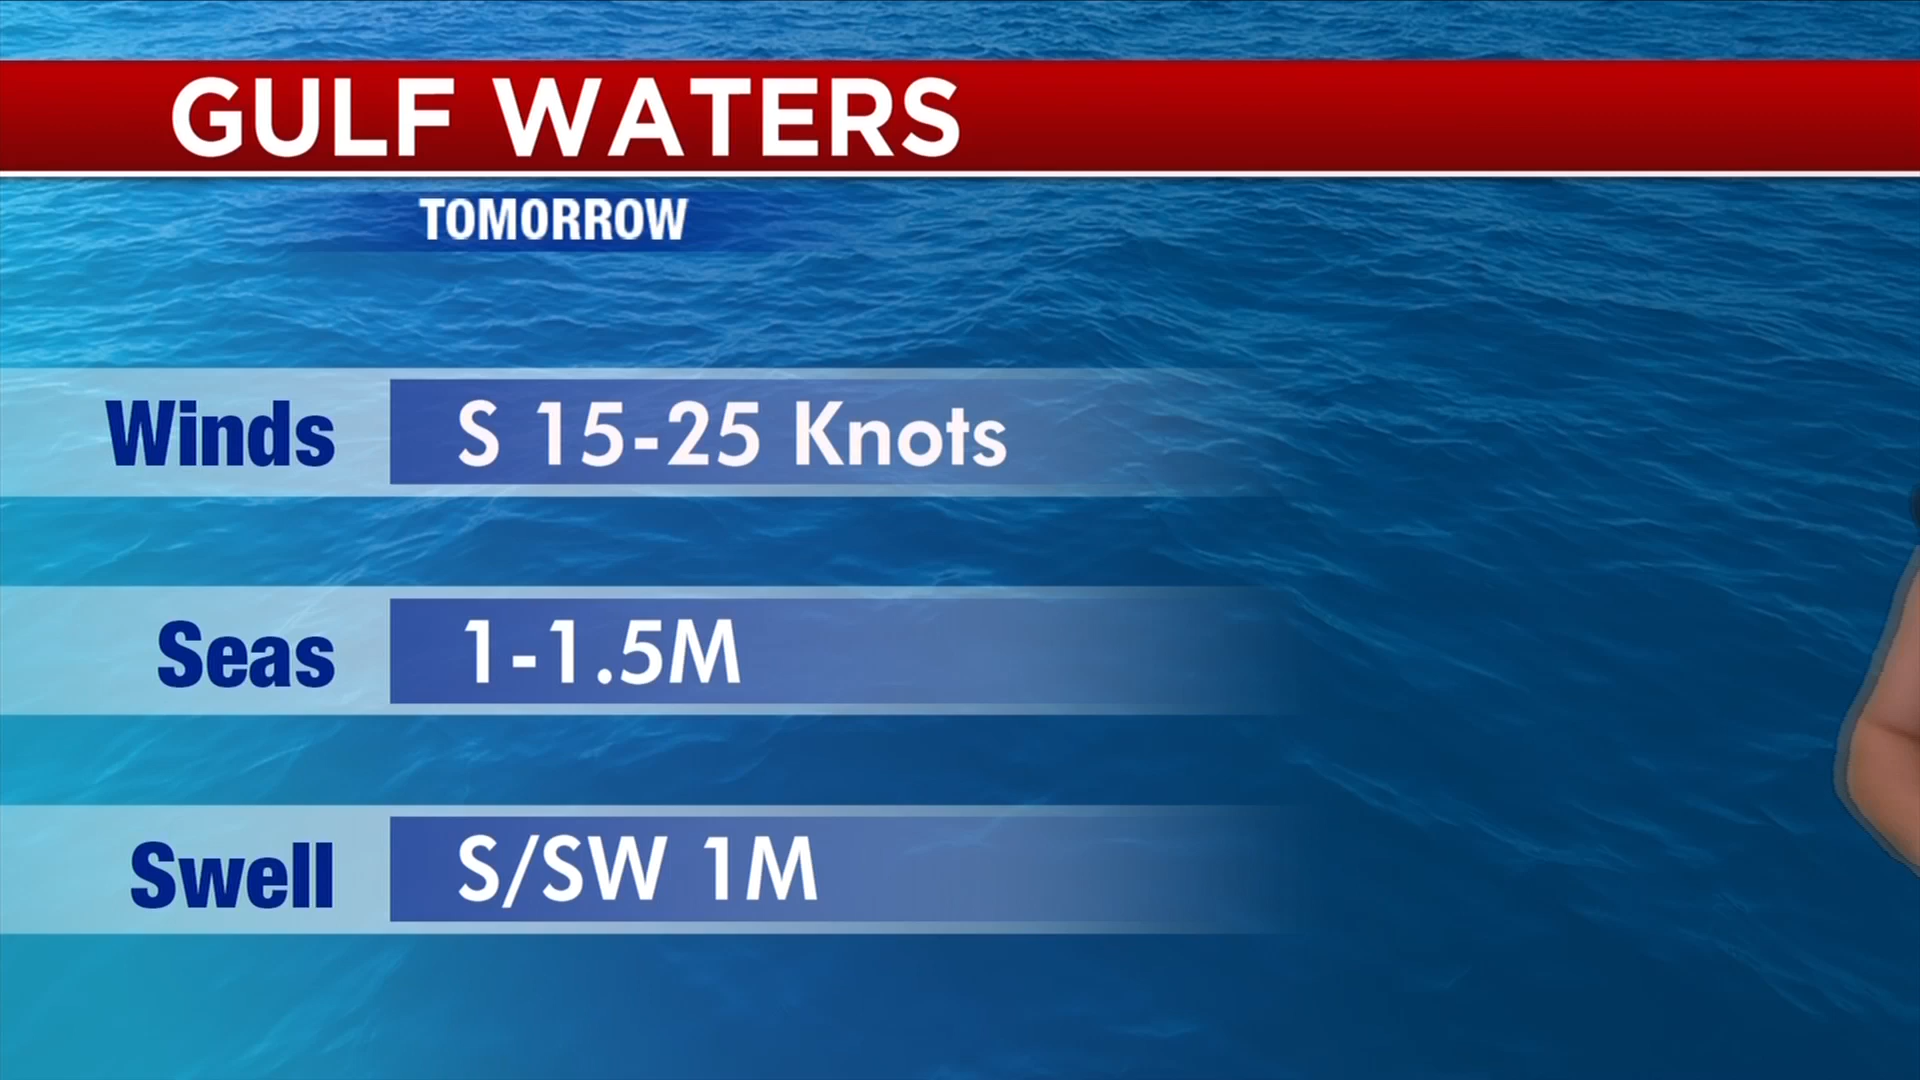 GULF WATERS
TOMORROW
Winds S 15-25 Knots
Seas 1-1.5M
Swell S/SW 1M